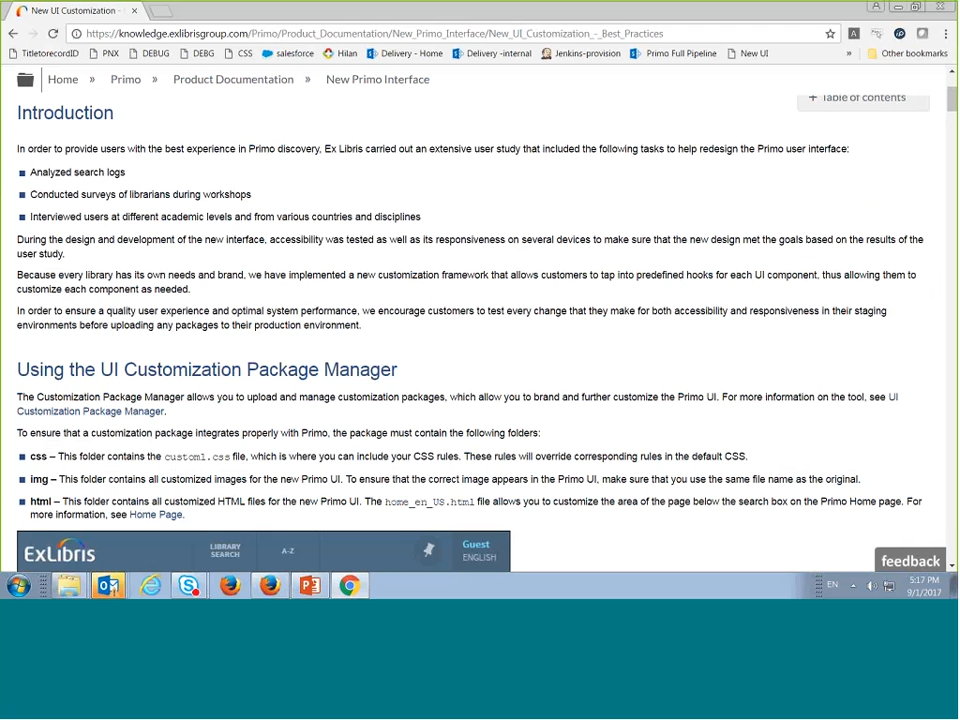 New UI Customization -
https://knowledge.exlibrisgroup.com/Primo/Product_Documentation/New_Primo_Interface/New_UI_Customization_-_Best_Practices
TitletorecordID PNX DEBUG DEBG CSS salesforce Hilan Delivery - Home Delivery -internal Jenkins-provision Primo Full Pipeline New UI » Other bookmarks
Home » Primo » Product Documentation » New Primo Interface
+ Table of contents
Introduction
In order to provide users with the best experience in Primo discovery, Ex Libris carried out an extensive user study that included the following tasks to help redesign the Primo user interface:
Analyzed search logs
Conducted surveys of librarians during workshops
Interviewed users at different academic levels and from various countries and disciplines
During the design and development of the new interface, accessibility was tested as well as its responsiveness on several devices to make sure that the new design met the goals based on the results of the
user study.
Because every library has its own needs and brand, we have implemented a new customization framework that allows customers to tap into predefined hooks for each UI component, thus allowing them to
customize each component as needed.
In order to ensure a quality user experience and optimal system performance, we encourage customers to test every change that they make for both accessibility and responsiveness in their staging
environments before uploading any packages to their production environment.
Using the UI Customization Package Manager
The Customization Package Manager allows you to upload and manage customization packages, which allow you to brand and further customize the Primo UI. For more information on the tool, see UI
Customization Package Manager.
To ensure that a customization package integrates properly with Primo, the package must contain the following folders:
css – This folder contains the custom1.css file, which is where you can include your CSS rules. These rules will override corresponding rules in the default CSS.
img – This folder contains all customized images for the new Primo UI. To ensure that the correct image appears in the Primo UI, make sure that you use the same file name as the original.
html – This folder contains all customized HTML files for the new Primo UI. The home_en_US.html file allows you to customize the area of the page below the search box on the Primo Home page. For
more information, see Home Page.
ExLibris
LIBRARY
SEARCH
A-Z
Guest
ENGLISH
feedback
EN
5:17 PM
9/1/2017